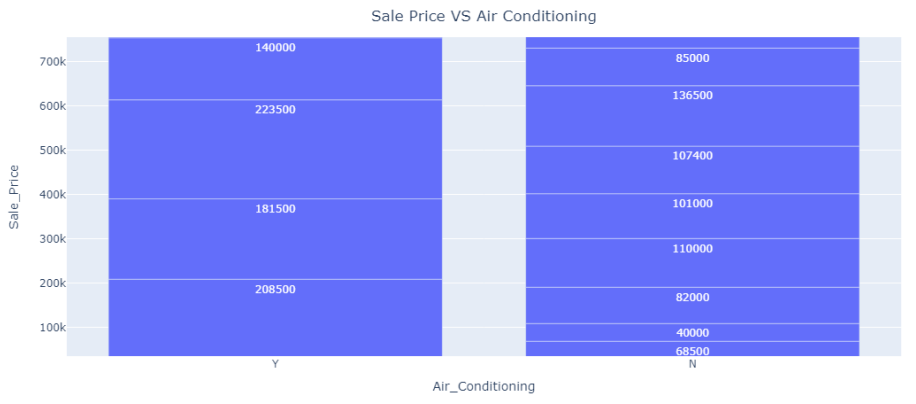 Sale Price VS Air Conditioning
Sale_Price
700k
600k
500k
400k
300k
200k
100k
140000
223500
181500
208500
85000
136500
107400
101000
110000
82000
40000
68500
Y
N
Air_Conditioning